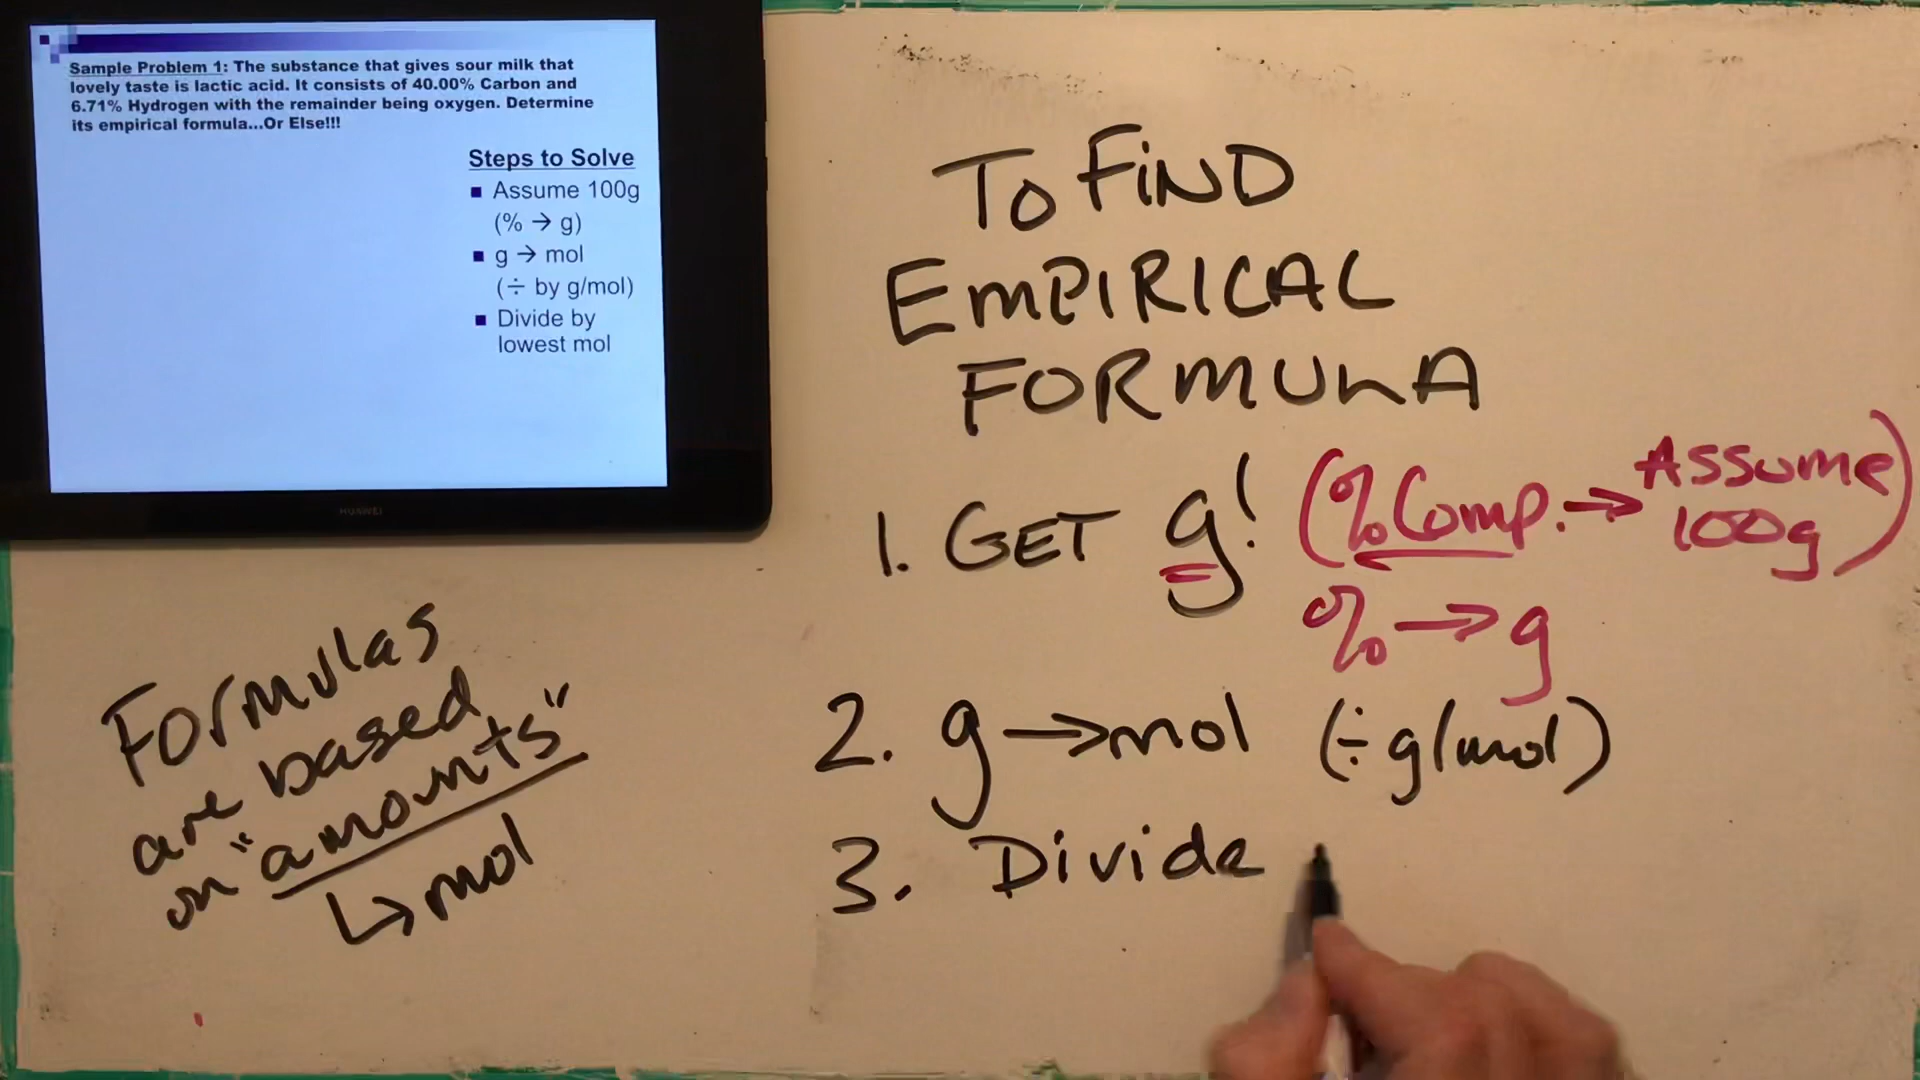 Sample Problem 1: The substance that gives sour milk that
lovely taste is lactic acid. It consists of 40.00% Carbon and
6.71% Hydrogen with the remainder being oxygen. Determine
its empirical formula...Or Else!!!
Steps to Solve
■ Assume 100g
(% → g)
■ g → mol
(÷ by g/mol)
■ Divide by
lowest mol
HUAWEI
TO FIND
EMPIRICAL
FORMULA
1. GET g! (% Comp. → Assume
100g)
% → g
2. g → mol (÷ g/mol)
3. Divide
Formulas
are based
on "amounts"
↳ mol